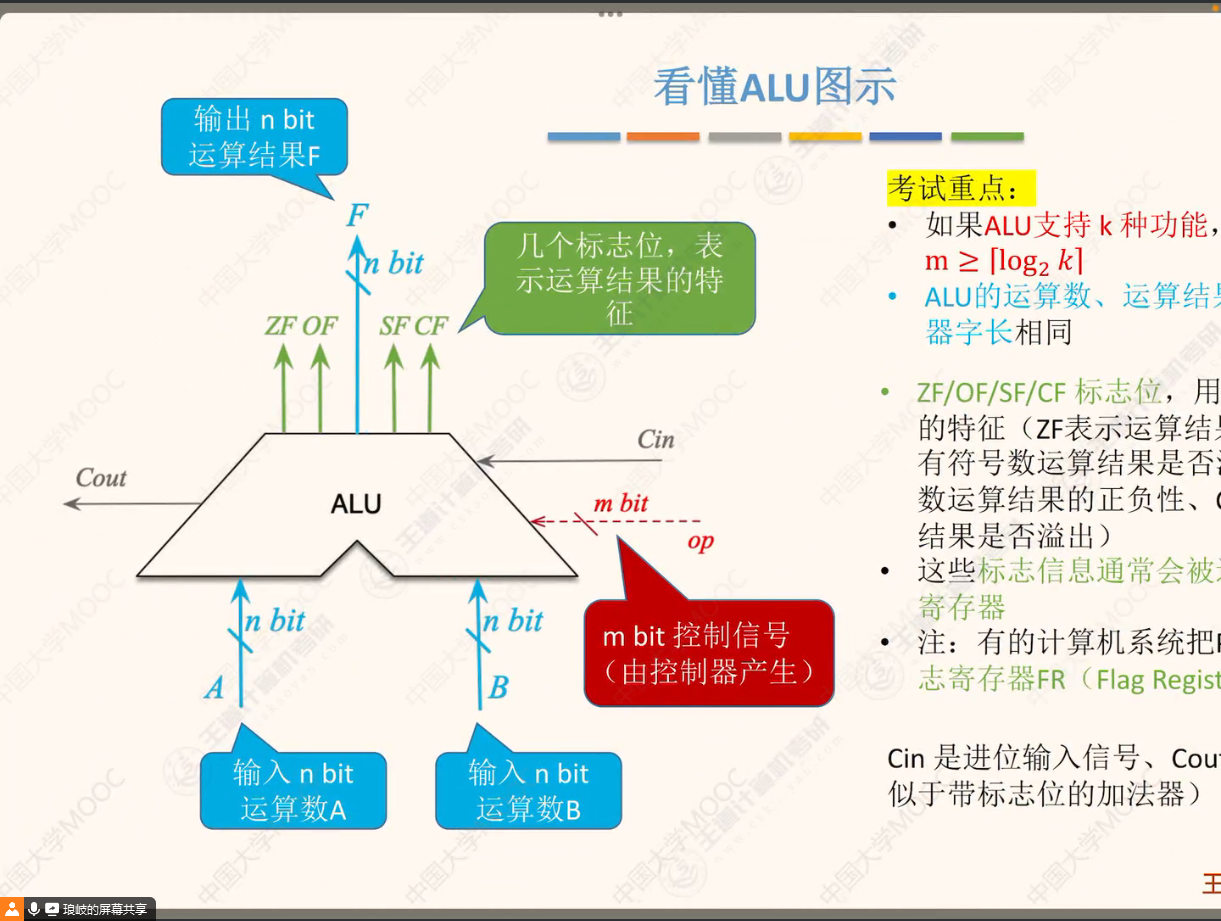 看懂ALU图示
输出 n bit
运算结果F
F
n bit
几个标志位，表
示运算结果的特
征
ZF OF SF CF
Cin
Cout
ALU
m bit
op
n bit
n bit
A
B
m bit 控制信号
（由控制器产生）
输入 n bit
运算数A
输入 n bit
运算数B
考试重点：
• 如果ALU支持 k 种功能，
m ≥ ⌈log₂ k⌉
• ALU的运算数、运算结
器字长相同
• ZF/OF/SF/CF 标志位，用
的特征（ZF表示运算结
有符号数运算结果是否
数运算结果的正负性、
结果是否溢出）
• 这些标志信息通常会被
寄存器
• 注：有的计算机系统把
志寄存器FR（Flag Regist
Cin 是进位输入信号、Cou
似于带标志位的加法器）
王
琅岐的屏幕共享
中国大学MOOC
王道计算机考研